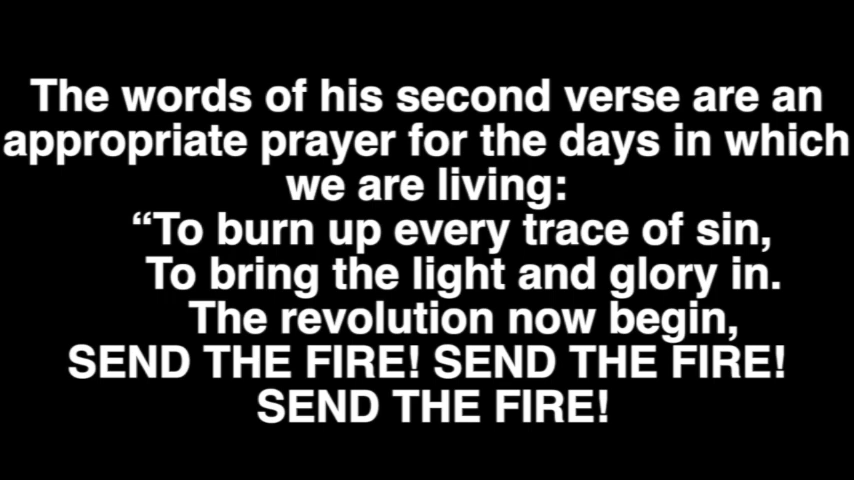 The words of his second verse are an
appropriate prayer for the days in which
we are living:
“To burn up every trace of sin,
To bring the light and glory in.
The revolution now begin,
SEND THE FIRE! SEND THE FIRE!
SEND THE FIRE!